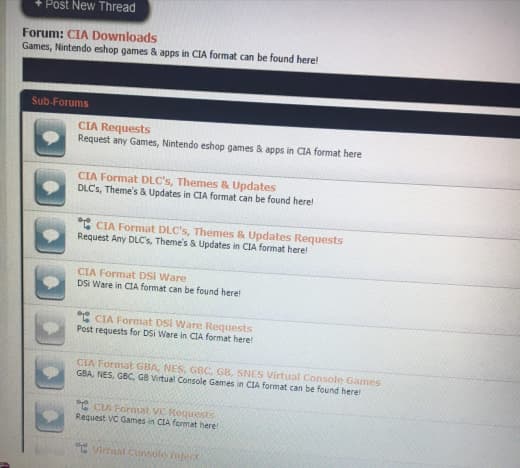 + Post New Thread
Forum: CIA Downloads
Games, Nintendo eshop games & apps in CIA format can be found here!
Sub-Forums
CIA Requests
Request any Games, Nintendo eshop games & apps in CIA format here
CIA Format DLC's, Themes & Updates
DLC's, Theme's & Updates in CIA format can be found here!
CIA Format DLC's, Themes & Updates Requests
Request Any DLC's, Theme's & Updates in CIA format here!
CIA Format DSi Ware
DSi Ware in CIA format can be found here!
CIA Format DSi Ware Requests
Post requests for DSi Ware in CIA format here!
CIA Format GBA, NES, GBC, GB, SNES Virtual Console Games
GBA, NES, GBC, GB Virtual Console Games in CIA format can be found here!
CIA Format VC Requests
Request VC Games in CIA format here!
Virtual Console Inject